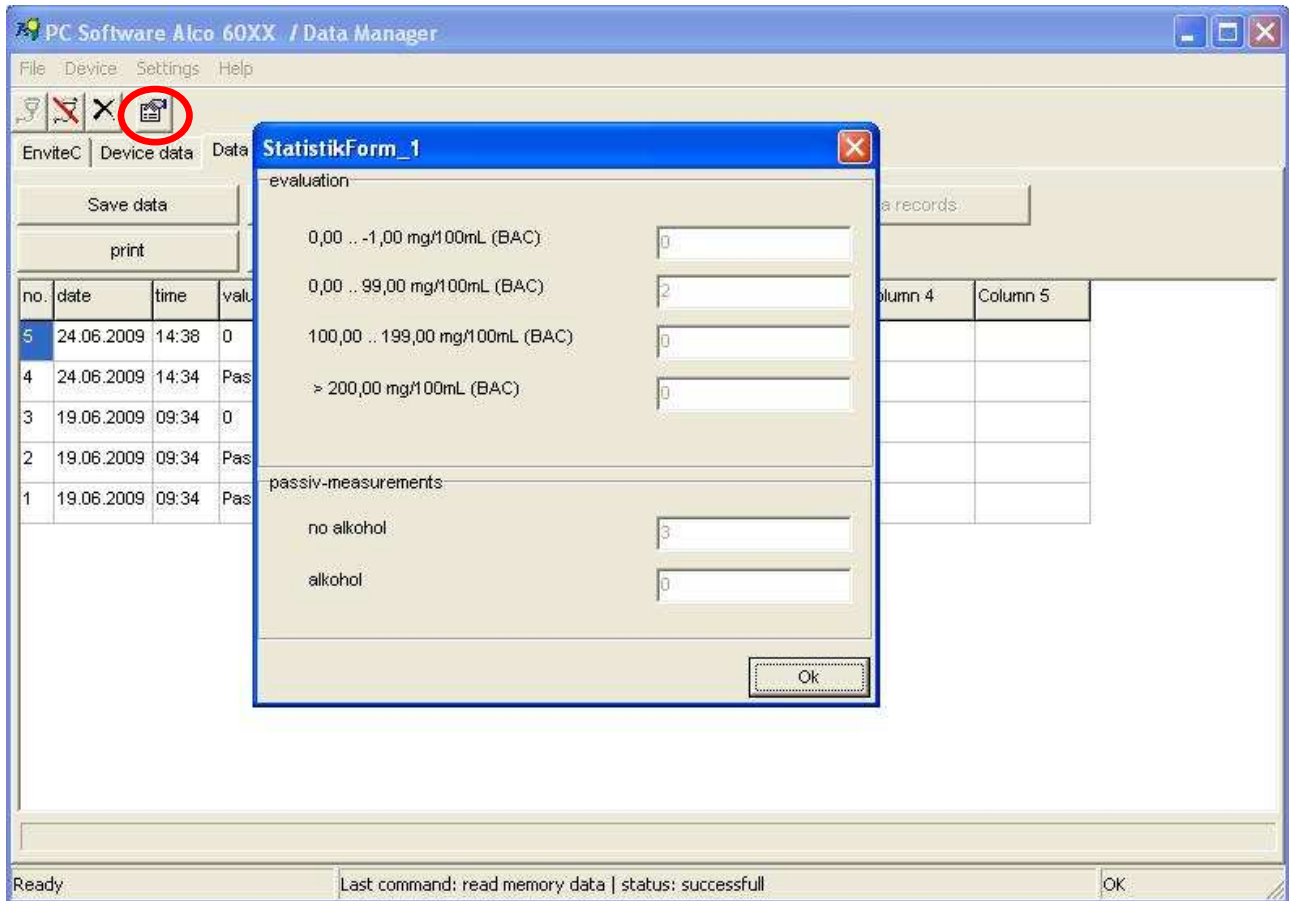 PC Software Alco 60XX / Data Manager
File Device Settings Help
EnviteC Device data Data
StatistikForm_1
evaluation
Save data
a records
print
0,00 .. -1,00 mg/100mL (BAC) 0
0,00 .. 99,00 mg/100mL (BAC) 2
100,00 .. 199,00 mg/100mL (BAC) 0
> 200,00 mg/100mL (BAC) 0
passiv-measurements
no alkohol 3
alkohol 0
Ok
no. date time valu olumn 4 Column 5
5 24.06.2009 14:38 0
4 24.06.2009 14:34 Pas
3 19.06.2009 09:34 0
2 19.06.2009 09:34 Pas
1 19.06.2009 09:34 Pas
Ready Last command: read memory data | status: successfull OK